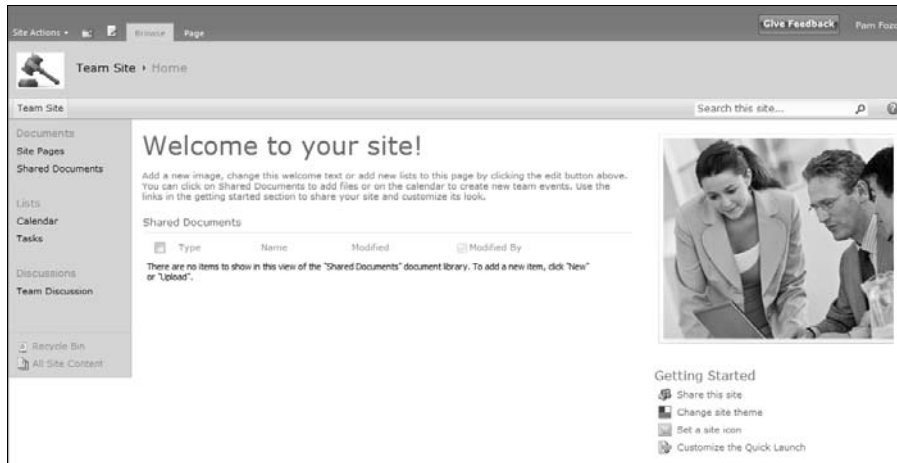 Give Feedback
Site Actions Browse Page
Team Site Home
Team Site Search this site...
Documents
Site Pages
Shared Documents
Lists
Calendar
Tasks
Discussions
Team Discussion
Recycle Bin
All Site Content
Welcome to your site!
Add a new image, change this welcome text or add new lists to this page by clicking the edit button above.
You can click on Shared Documents to add files or on the calendar to create new team events. Use the
links in the getting started section to share your site and customize its look.
Shared Documents
Type Name Modified Modified By
There are no items to show in this view of the "Shared Documents" document library. To add a new item, click "New"
or "Upload".
Getting Started
Share this site
Change site theme
Set a site icon
Customize the Quick Launch